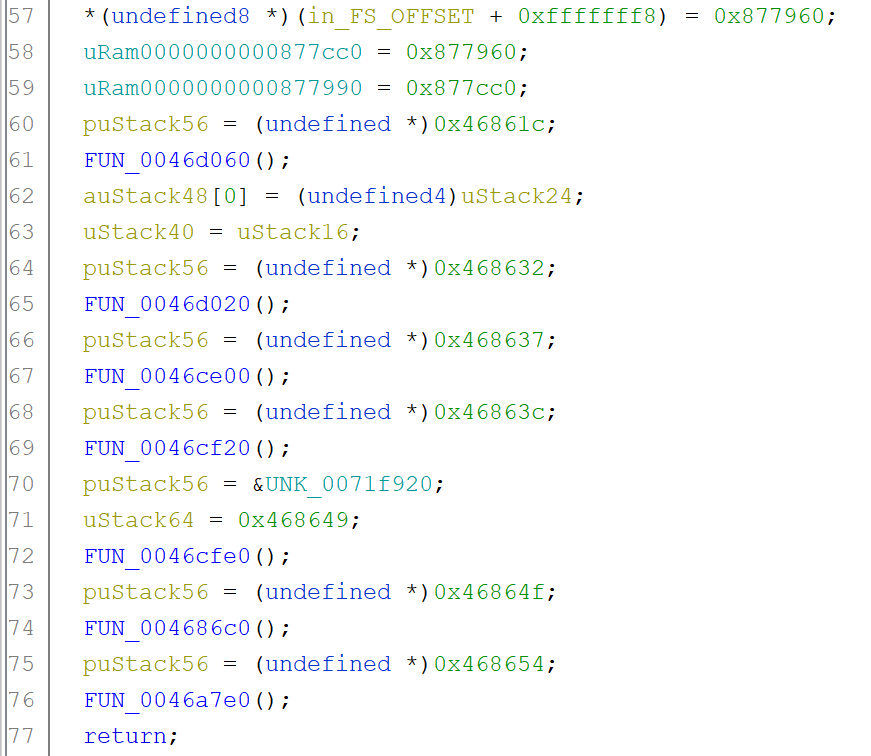 57 *(undefined8 *)(in_FS_OFFSET + 0xfffffff8) = 0x877960;
58 uRam0000000000877cc0 = 0x877960;
59 uRam0000000000877990 = 0x877cc0;
60 puStack56 = (undefined *)0x46861c;
61 FUN_0046d060();
62 auStack48[0] = (undefined4)uStack24;
63 uStack40 = uStack16;
64 puStack56 = (undefined *)0x468632;
65 FUN_0046d020();
66 puStack56 = (undefined *)0x468637;
67 FUN_0046ce00();
68 puStack56 = (undefined *)0x46863c;
69 FUN_0046cf20();
70 puStack56 = &UNK_0071f920;
71 uStack64 = 0x468649;
72 FUN_0046cfe0();
73 puStack56 = (undefined *)0x46864f;
74 FUN_004686c0();
75 puStack56 = (undefined *)0x468654;
76 FUN_0046a7e0();
77 return;